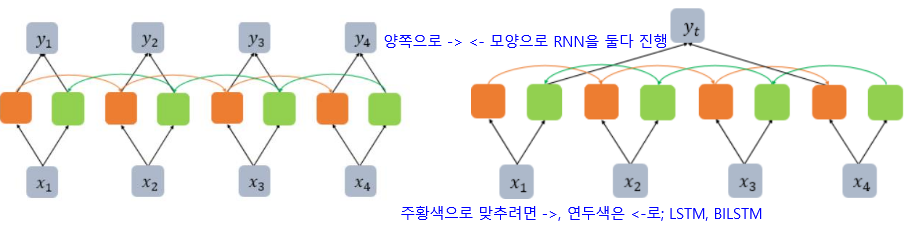 y₁ y₂ y₃ y₄
양쪽으로 -> <- 모양으로 RNN을 둘다 진행
yₜ
x₁ x₂ x₃ x₄
x₁ x₂ x₃ x₄
주황색으로 맞추려면 ->, 연두색은 <-로; LSTM, BILSTM